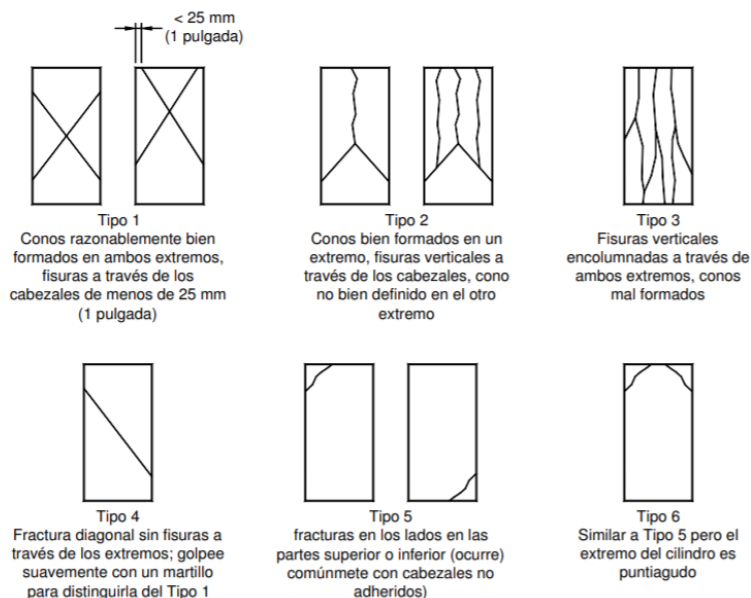 < 25 mm
(1 pulgada)
Tipo 1
Conos razonablemente bien
formados en ambos extremos,
fisuras a través de los
cabezales de menos de 25 mm
(1 pulgada)
Tipo 2
Conos bien formados en un
extremo, fisuras verticales a
través de los cabezales, cono
no bien definido en el otro
extremo
Tipo 3
Fisuras verticales
encolumnadas a través de
ambos extremos, conos
mal formados
Tipo 4
Fractura diagonal sin fisuras a
través de los extremos; golpee
suavemente con un martillo
para distinguirla del Tipo 1
Tipo 5
fracturas en los lados en las
partes superior o inferior (ocurre)
comúnmete con cabezales no
adheridos)
Tipo 6
Similar a Tipo 5 pero el
extremo del cilindro es
puntiagudo